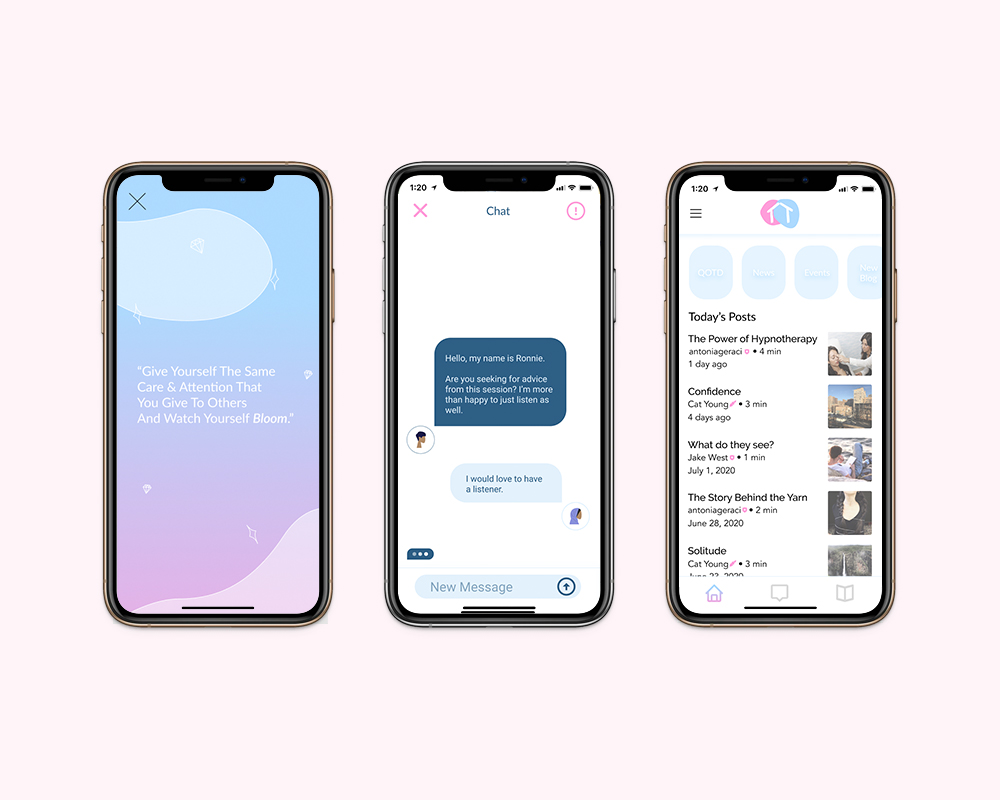 “Give Yourself The Same
Care & Attention That
You Give To Others
And Watch Yourself Bloom.”
1:20
Chat
Hello, my name is Ronnie.
Are you seeking for advice
from this session? I'm more
than happy to just listen as
well.
I would love to have
a listener.
New Message
1:20
QOTD
News
Events
New
Blog
Today's Posts
The Power of Hypnotherapy
antoniageraci • 4 min
1 day ago
Confidence
Cat Young • 3 min
4 days ago
What do they see?
Jake West • 1 min
July 1, 2020
The Story Behind the Yarn
antoniageraci • 2 min
June 28, 2020
Solitude
Cat Young • 3 min
June 23, 2020